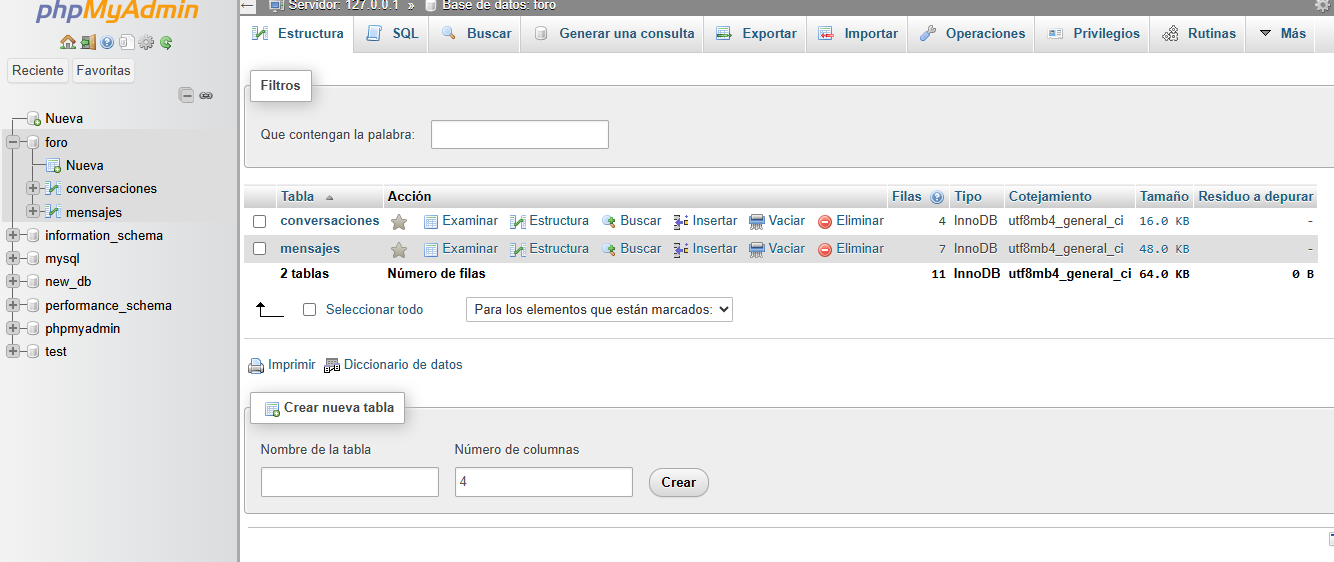 phpMyAdmin
Reciente Favoritas
Nueva
foro
Nueva
conversaciones
mensajes
information_schema
mysql
new_db
performance_schema
phpmyadmin
test
Servidor: 127.0.0.1 » Base de datos: foro
Estructura SQL Buscar Generar una consulta Exportar Importar Operaciones Privilegios Rutinas Más
Filtros
Que contengan la palabra:
Tabla Acción Filas Tipo Cotejamiento Tamaño Residuo a depurar
conversaciones Examinar Estructura Buscar Insertar Vaciar Eliminar 4 InnoDB utf8mb4_general_ci 16.0 KB -
mensajes Examinar Estructura Buscar Insertar Vaciar Eliminar 7 InnoDB utf8mb4_general_ci 48.0 KB -
2 tablas Número de filas 11 InnoDB utf8mb4_general_ci 64.0 KB 0 B
Seleccionar todo Para los elementos que están marcados:
Imprimir Diccionario de datos
Crear nueva tabla
Nombre de la tabla Número de columnas
4 Crear